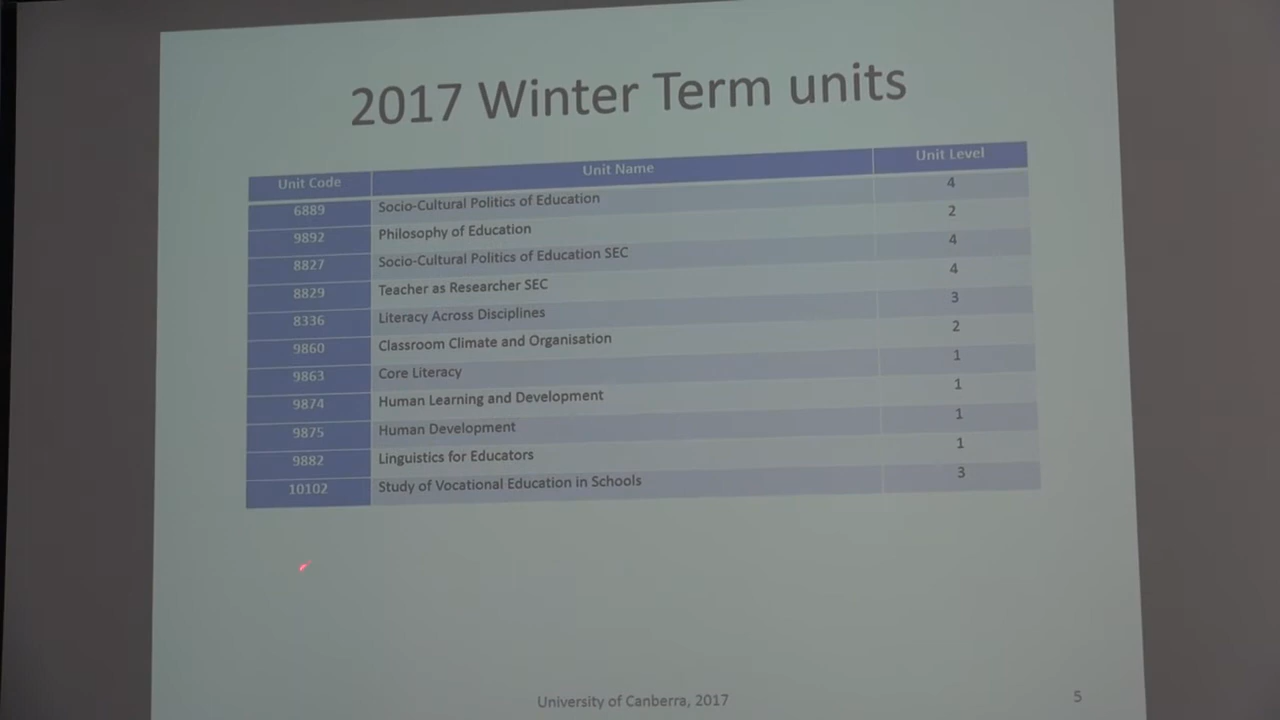 2017 Winter Term units
Unit Code Unit Name Unit Level
6889 Socio-Cultural Politics of Education 4
9892 Philosophy of Education 2
8827 Socio-Cultural Politics of Education SEC 4
8829 Teacher as Researcher SEC 4
8336 Literacy Across Disciplines 3
9860 Classroom Climate and Organisation 2
9863 Core Literacy 1
9874 Human Learning and Development 1
9875 Human Development 1
9882 Linguistics for Educators 1
10102 Study of Vocational Education in Schools 3
University of Canberra, 2017 5